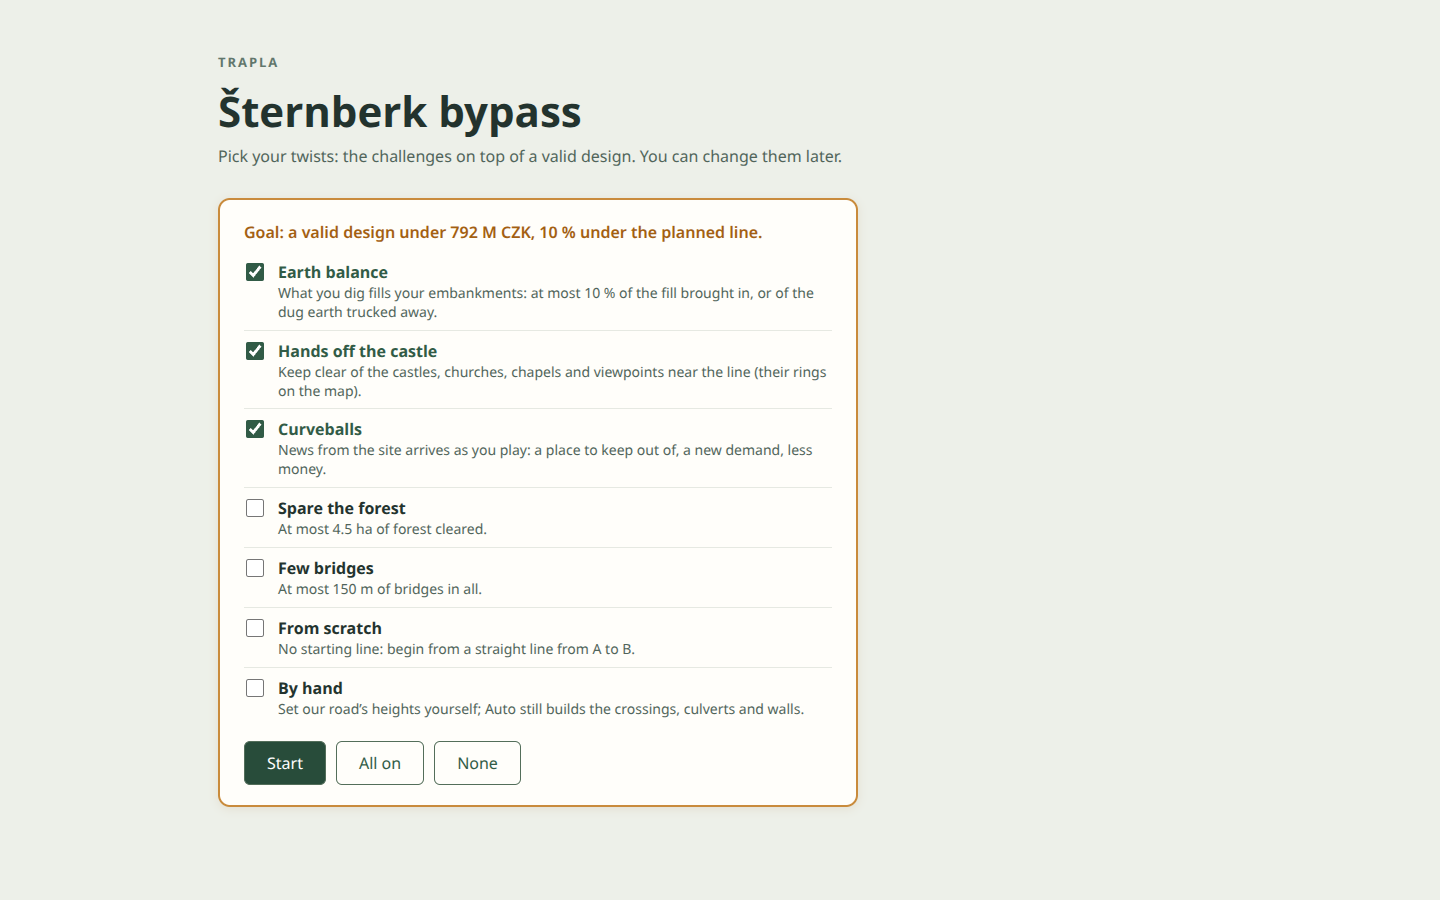 TRAPLA
Šternberk bypass
Pick your twists: the challenges on top of a valid design. You can change them later.
Goal: a valid design under 792 M CZK, 10 % under the planned line.
Earth balance
What you dig fills your embankments: at most 10 % of the fill brought in, or of the
dug earth trucked away.
Hands off the castle
Keep clear of the castles, churches, chapels and viewpoints near the line (their rings
on the map).
Curveballs
News from the site arrives as you play: a place to keep out of, a new demand, less
money.
Spare the forest
At most 4.5 ha of forest cleared.
Few bridges
At most 150 m of bridges in all.
From scratch
No starting line: begin from a straight line from A to B.
By hand
Set our road’s heights yourself; Auto still builds the crossings, culverts and walls.
Start
All on
None